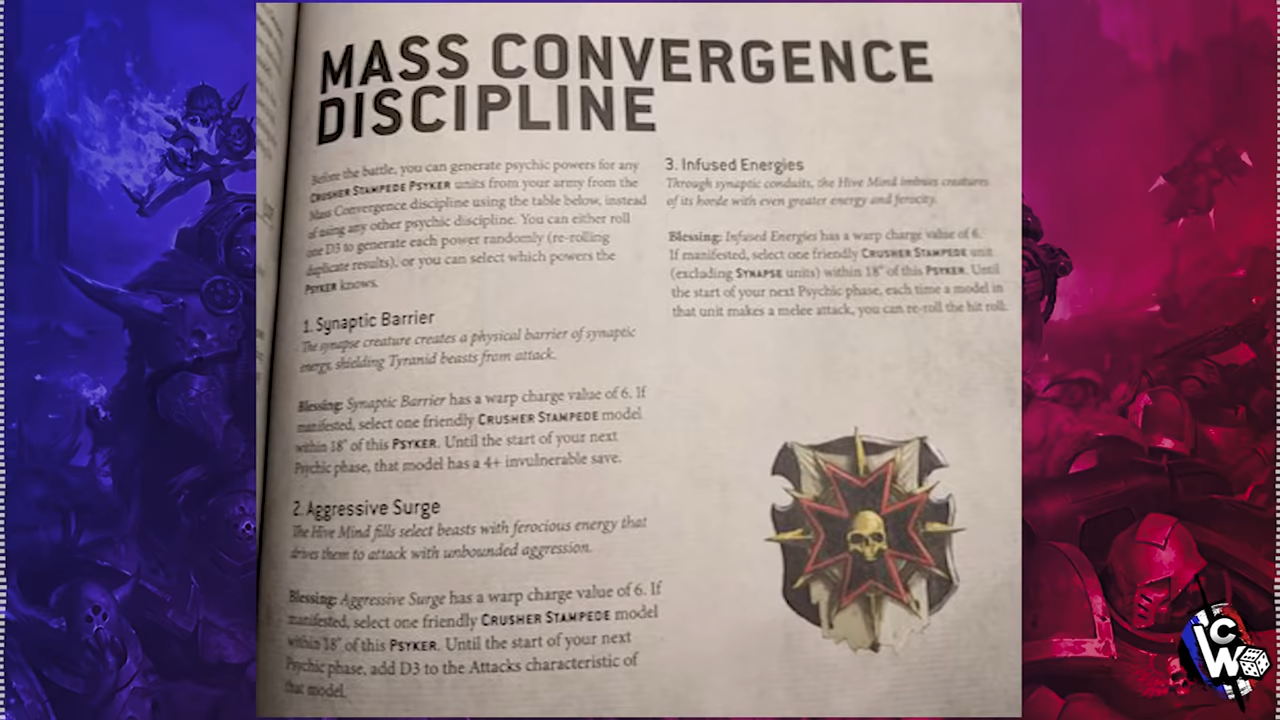 MASS CONVERGENCE
DISCIPLINE
Before the battle, you can generate psychic powers for any
CRUSHER STAMPEDE PSYKER units from your army from the
Mass Convergence discipline using the table below, instead
of using any other psychic discipline. You can either roll
one D3 to generate each power randomly (re-rolling
duplicate results), or you can select which powers the
PSYKER knows.
1. Synaptic Barrier
The synapse creature creates a physical barrier of synaptic
energy, shielding Tyranid beasts from attack.
Blessing: Synaptic Barrier has a warp charge value of 6. If
manifested, select one friendly CRUSHER STAMPEDE model
within 18" of this PSYKER. Until the start of your next
Psychic phase, that model has a 4+ invulnerable save.
2. Aggressive Surge
The Hive Mind fills select beasts with ferocious energy that
drives them to attack with unbounded aggression.
Blessing: Aggressive Surge has a warp charge value of 6. If
manifested, select one friendly CRUSHER STAMPEDE model
within 18" of this PSYKER. Until the start of your next
Psychic phase, add D3 to the Attacks characteristic of
that model.
3. Infused Energies
Through synaptic conduits, the Hive Mind imbues creatures
of its horde with even greater energy and ferocity.
Blessing: Infused Energies has a warp charge value of 6.
If manifested, select one friendly CRUSHER STAMPEDE unit
(excluding SYNAPSE units) within 18" of this PSYKER. Until
the start of your next Psychic phase, each time a model in
that unit makes a melee attack, you can re-roll the hit roll.
CW